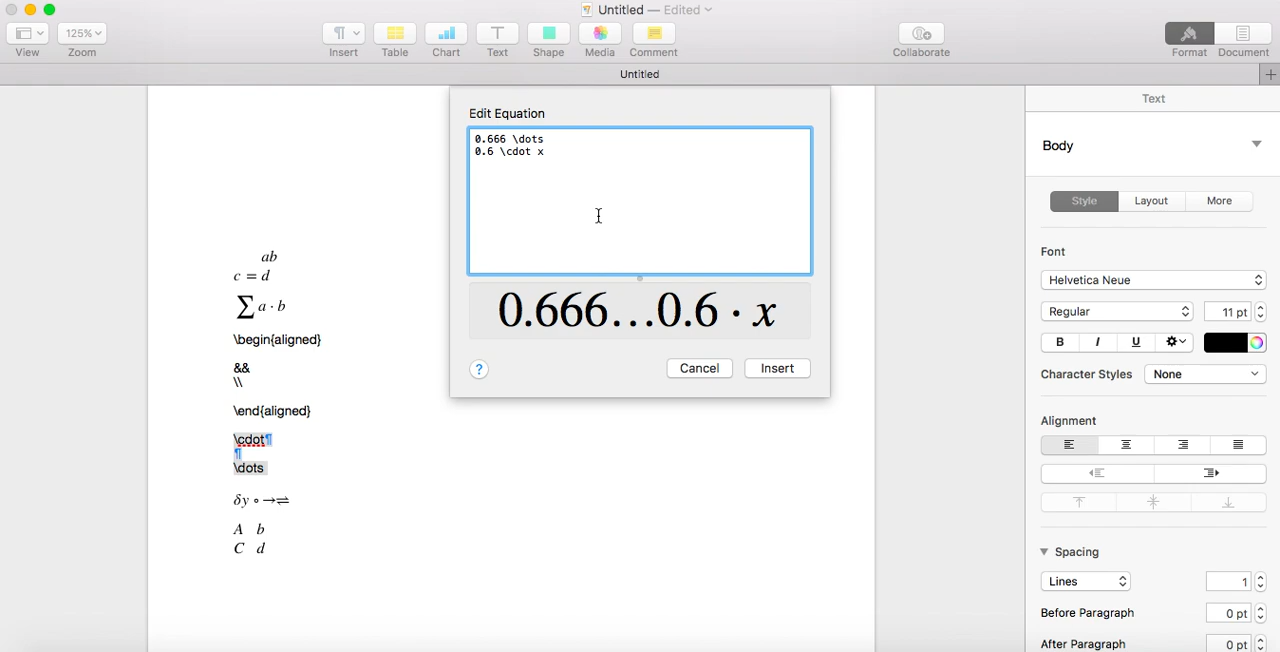 Untitled — Edited
125%
View
Zoom
Insert
Table
Chart
Text
Shape
Media
Comment
Collaborate
Format
Document
Untitled
+
Edit Equation
0.666 \dots
0.6 \cdot x
0.666…0.6 · x
?
Cancel
Insert
ab
c = d
∑ a · b
\begin{aligned}
&&
\\
\end{aligned}
\cdot¶
¶
\dots
δy ∘ →⇌
A b
C d
Text
Body
Style
Layout
More
Font
Helvetica Neue
Regular
11 pt
B I U
Character Styles
None
Alignment
Spacing
Lines
1
Before Paragraph
0 pt
After Paragraph
0 pt